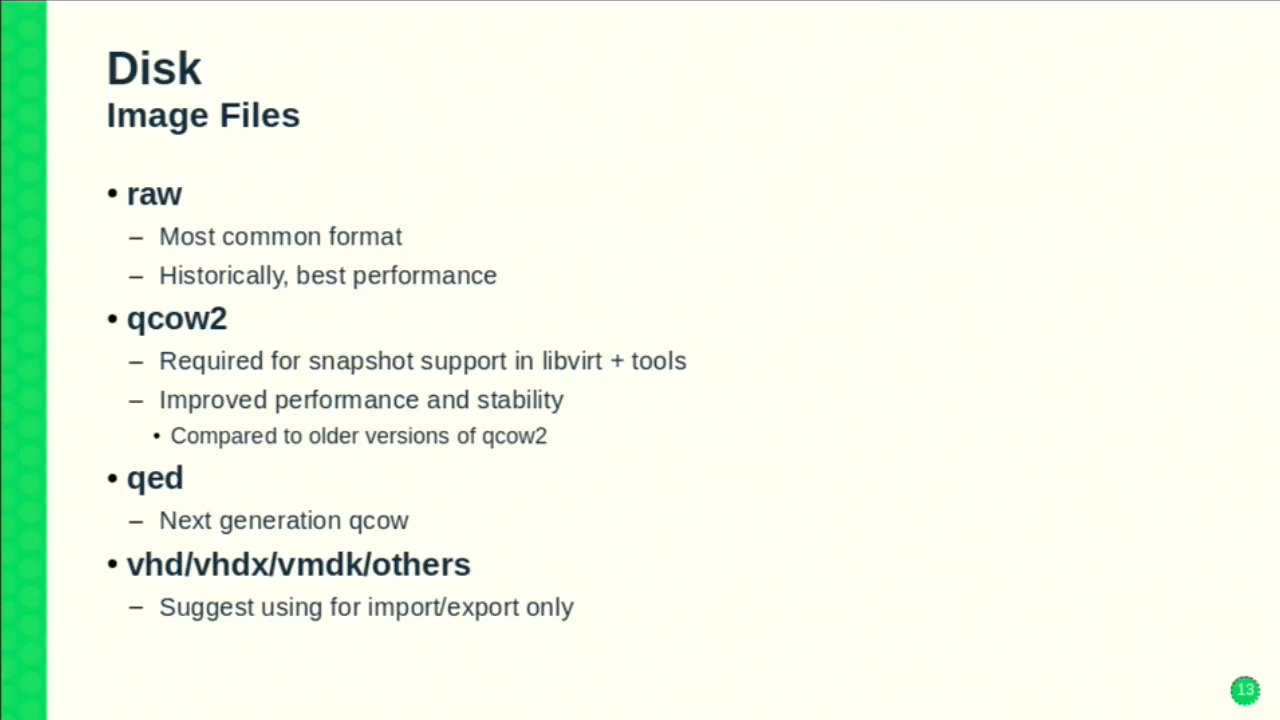 Disk
Image Files
• raw
– Most common format
– Historically, best performance
• qcow2
– Required for snapshot support in libvirt + tools
– Improved performance and stability
• Compared to older versions of qcow2
• qed
– Next generation qcow
• vhd/vhdx/vmdk/others
– Suggest using for import/export only
13